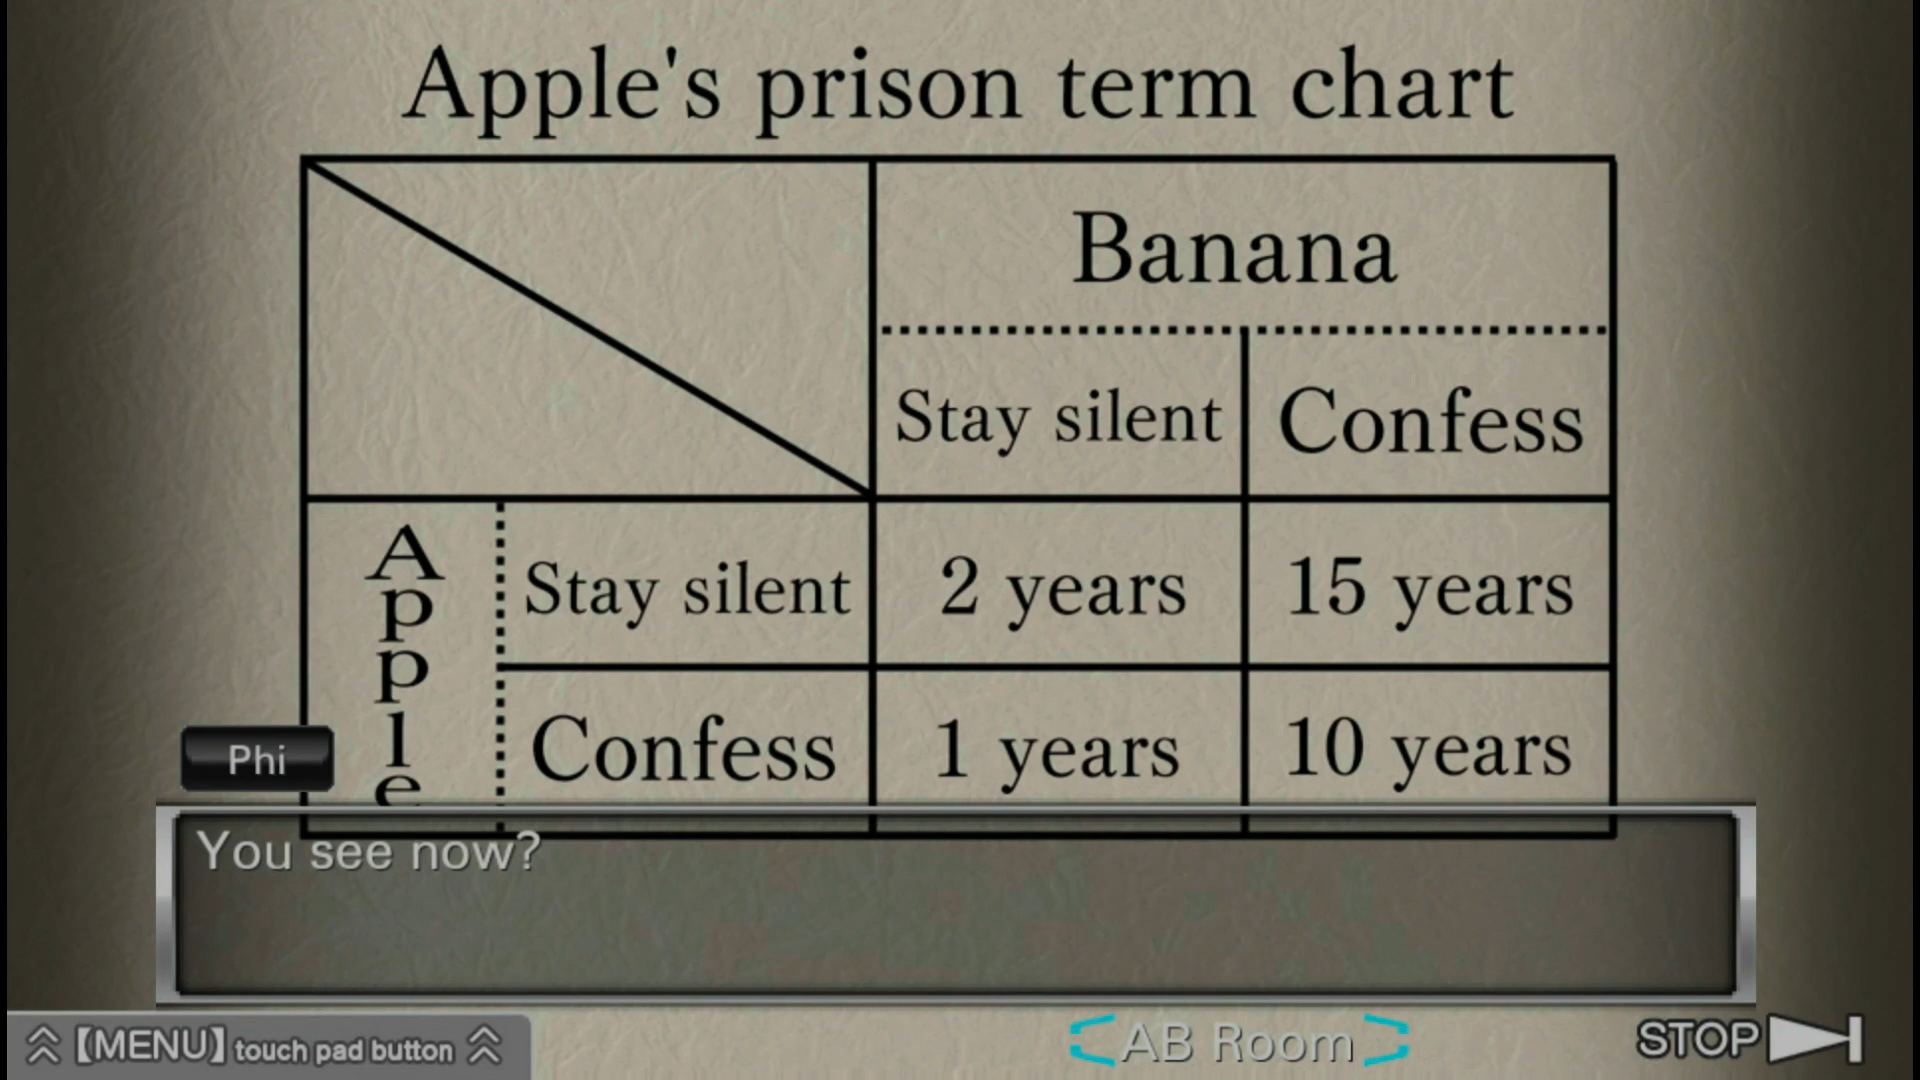 Apple's prison term chart
Banana
Stay silent Confess
Apple
Stay silent 2 years 15 years
Confess 1 years 10 years
Phi
You see now?
【MENU】touch pad button
AB Room
STOP